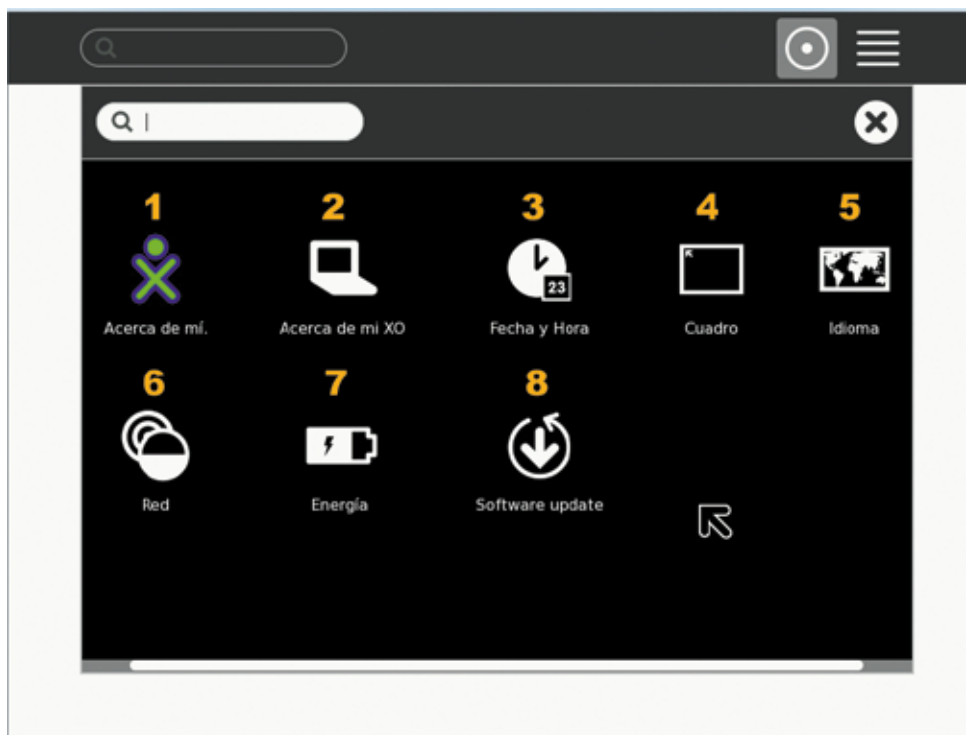 1 2 3 4 5
23
Acerca de mí. Acerca de mi XO Fecha y Hora Cuadro Idioma
6 7 8
Red Energía Software update